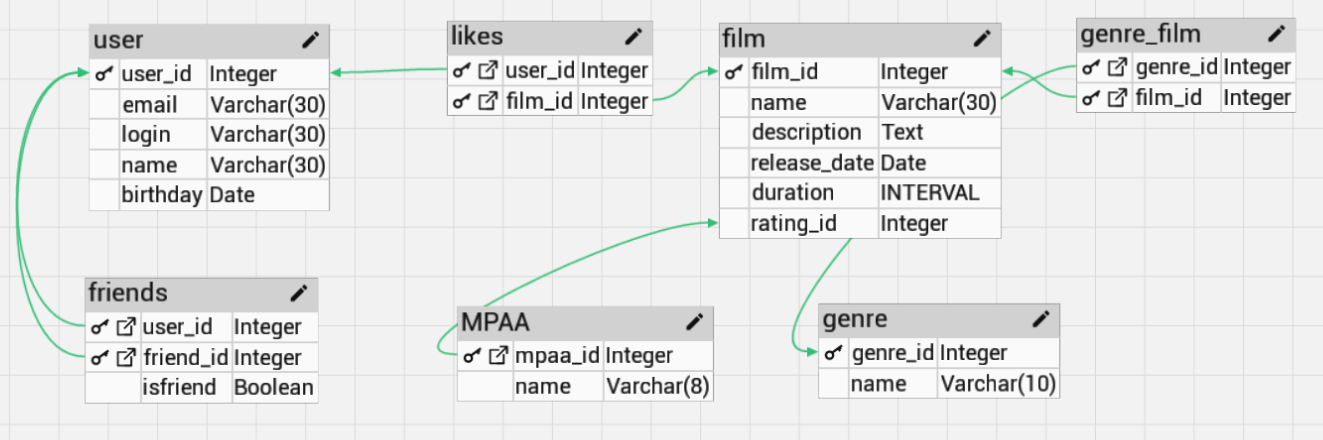 user
user_id Integer
email Varchar(30)
login Varchar(30)
name Varchar(30)
birthday Date
likes
user_id Integer
film_id Integer
film
film_id Integer
name Varchar(30)
description Text
release_date Date
duration INTERVAL
rating_id Integer
genre_film
genre_id Integer
film_id Integer
friends
user_id Integer
friend_id Integer
isfriend Boolean
MPAA
mpaa_id Integer
name Varchar(8)
genre
genre_id Integer
name Varchar(10)